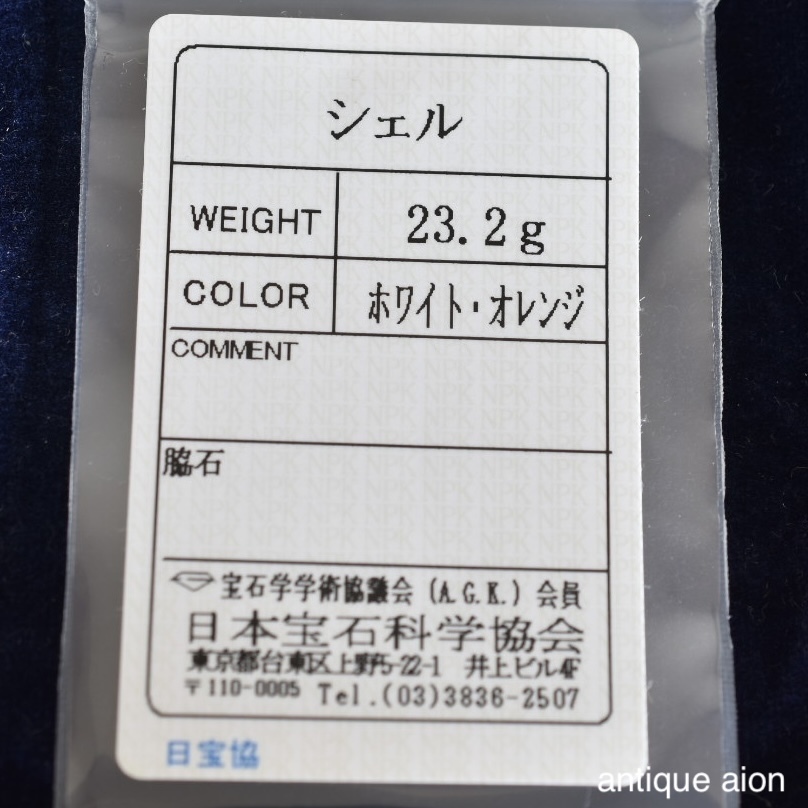 シェル
WEIGHT 23.2g
COLOR ホワイト・オレンジ
COMMENT
脇石
宝石学学術協議会 (A.G.K.) 会員
日本宝石科学協会
東京都台東区上野5-22-1 井上ビル4F
〒110-0005 Tel.(03)3836-2507
日宝協
antique aion